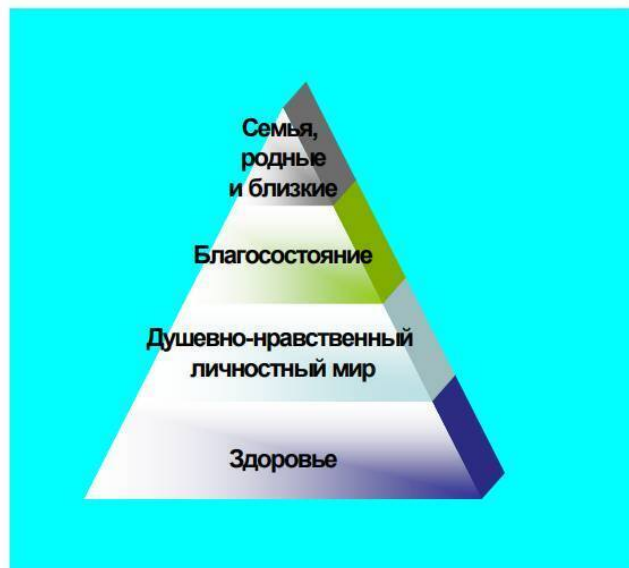 Семья,
родные
и близкие
Благосостояние
Душевно-нравственный
личностный мир
Здоровье